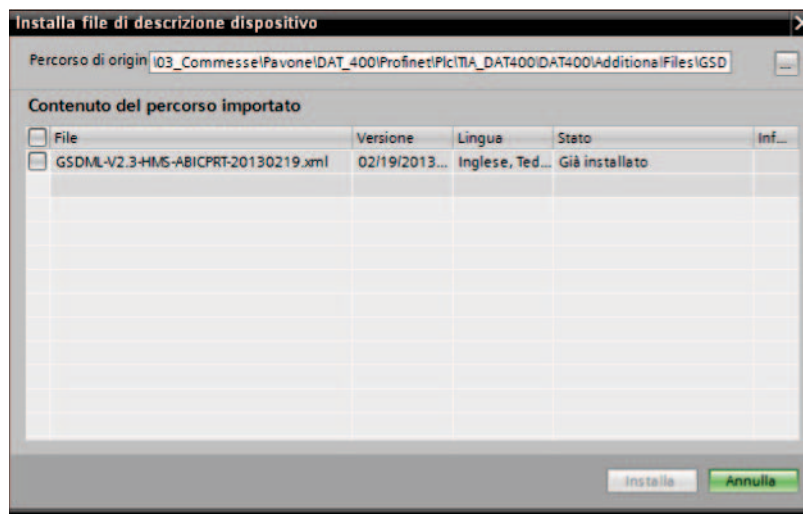 Installa file di descrizione dispositivo
Percorso di origin \03_Commesse\Pavone\DAT_400\Profinet\Plc\TIA_DAT400\DAT400\AdditionalFiles\GSD ...
Contenuto del percorso importato
File Versione Lingua Stato Inf...
GSDML-V2.3-HMS-ABICPRT-20130219.xml 02/19/2013... Inglese, Ted... Già installato
Installa Annulla